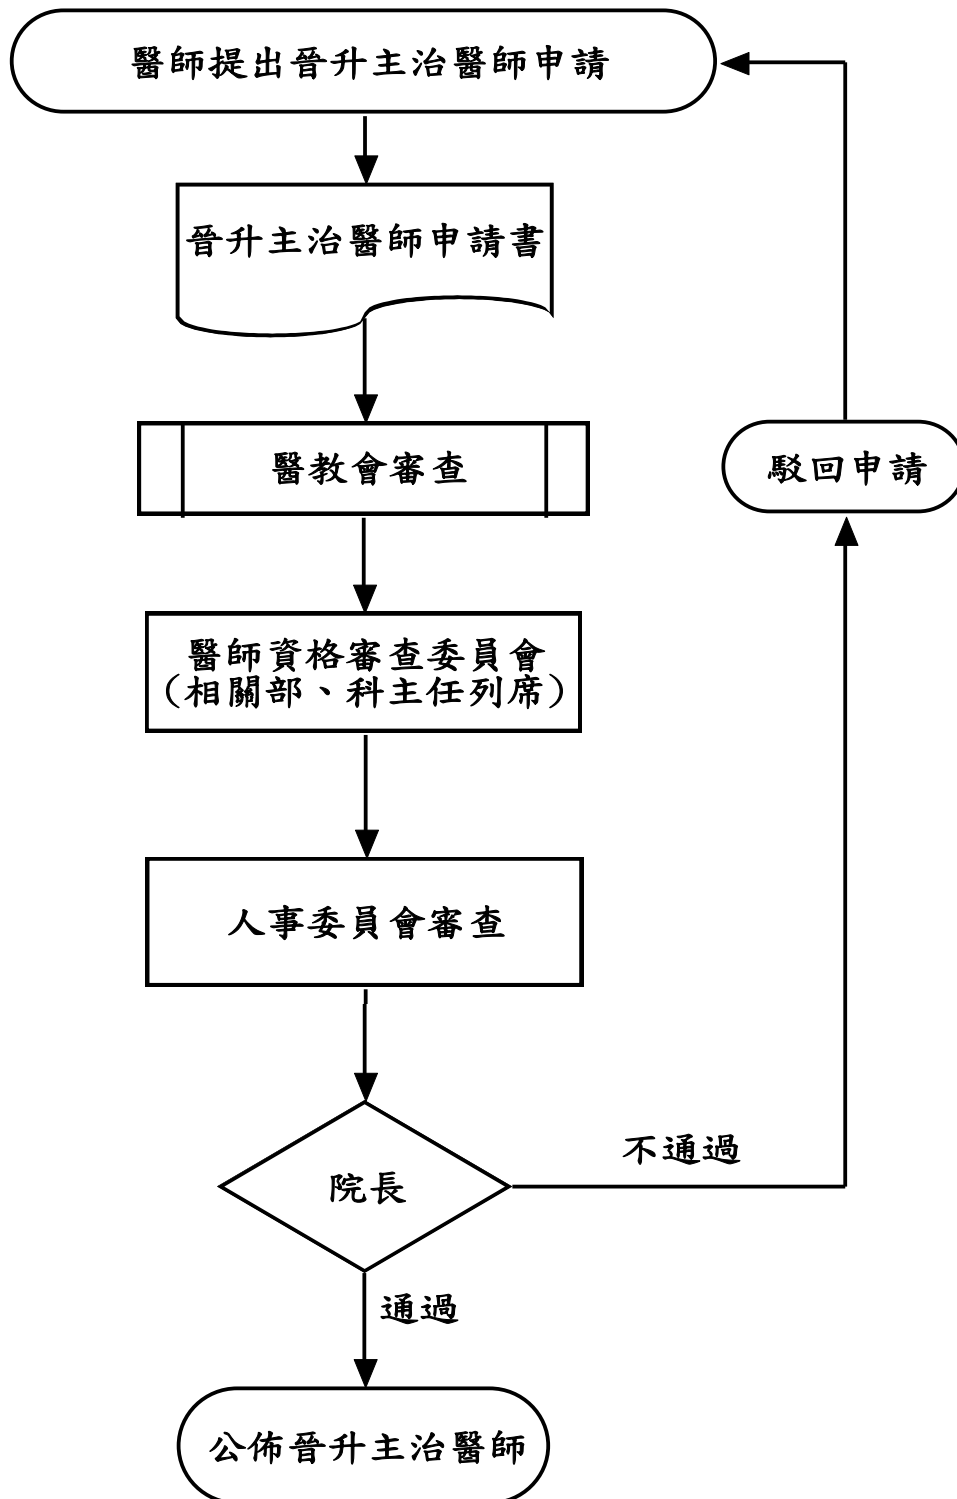 醫師提出晉升主治醫師申請
晉升主治醫師申請書
醫教會審查
駁回申請
醫師資格審查委員會
（相關部、科主任列席）
人事委員會審查
院長
不通過
通過
公佈晉升主治醫師